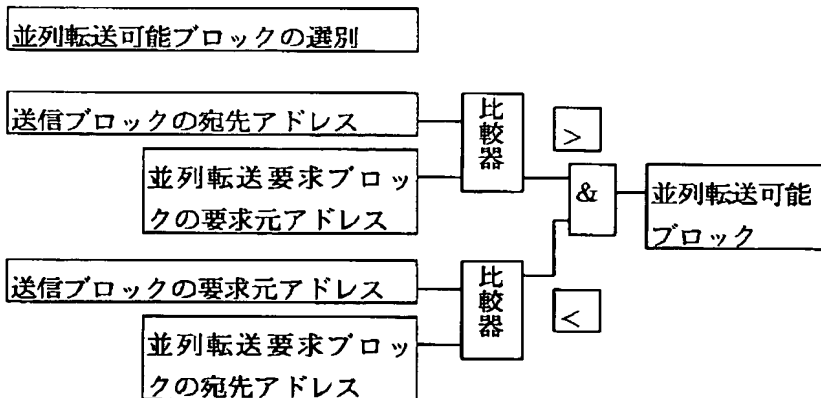 並列転送可能ブロックの選別
送信ブロックの宛先アドレス
並列転送要求ブロッ
クの要求元アドレス
比較器
>
&
並列転送可能
ブロック
送信ブロックの要求元アドレス
並列転送要求ブロッ
クの宛先アドレス
比較器
<